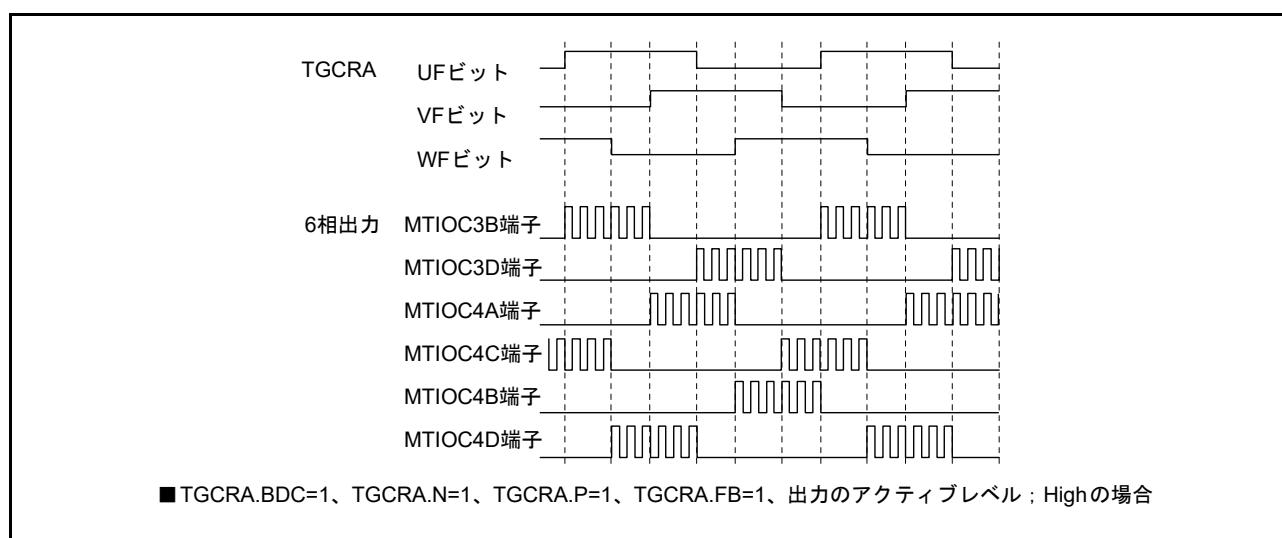 TGCRA UFビット
VFビット
WFビット
6相出力 MTIOC3B端子
MTIOC3D端子
MTIOC4A端子
MTIOC4C端子
MTIOC4B端子
MTIOC4D端子
■TGCRA.BDC=1、TGCRA.N=1、TGCRA.P=1、TGCRA.FB=1、出力のアクティブレベル；Highの場合